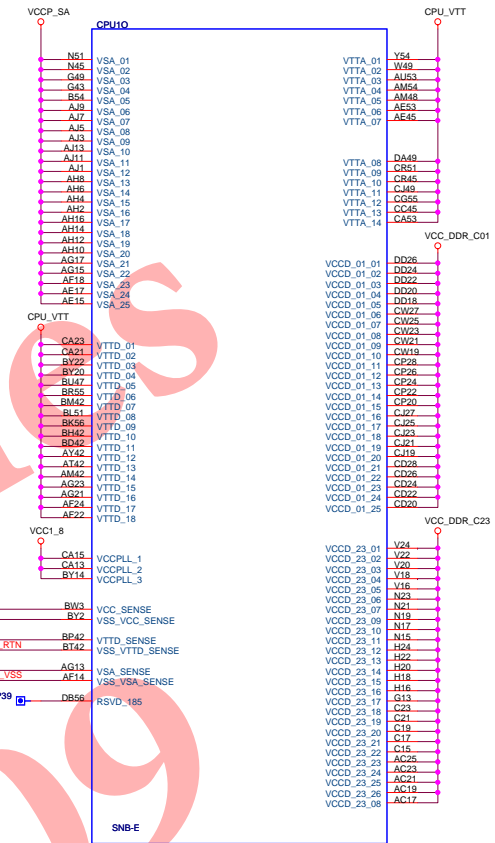 VCCP_SA
CPU1O
CPU_VTT
N51 VSA_01
N45 VSA_02
G49 VSA_03
G43 VSA_04
B54 VSA_05
AJ9 VSA_06
AJ7 VSA_07
AJ5 VSA_08
AJ3 VSA_09
AJ13 VSA_10
AJ11 VSA_11
AJ1 VSA_12
AH8 VSA_13
AH6 VSA_14
AH4 VSA_15
AH2 VSA_16
AH16 VSA_17
AH14 VSA_18
AH12 VSA_19
AH10 VSA_20
AG17 VSA_21
AG15 VSA_22
AF18 VSA_23
AE17 VSA_24
AE15 VSA_25
CPU_VTT
CA23 VTTD_01
CA21 VTTD_02
BY22 VTTD_03
BY20 VTTD_04
BU47 VTTD_05
BR55 VTTD_06
BM42 VTTD_07
BL51 VTTD_08
BK56 VTTD_09
BH42 VTTD_10
BD42 VTTD_11
AY42 VTTD_12
AT42 VTTD_13
AM42 VTTD_14
AG23 VTTD_15
AG21 VTTD_16
AF24 VTTD_17
AF22 VTTD_18
VCC1_8
CA15 VCCPLL_1
CA13 VCCPLL_2
BY14 VCCPLL_3
BW3 VCC_SENSE
BY2 VSS_VCC_SENSE
BP42 VTTD_SENSE
_RTN BT42 VSS_VTTD_SENSE
AG13 VSA_SENSE
_VSS AF14 VSS_VSA_SENSE
P39 DB56 RSVD_185
SNB-E
VTTA_01 Y54
VTTA_02 W49
VTTA_03 AU53
VTTA_04 AM54
VTTA_05 AM48
VTTA_06 AE53
VTTA_07 AE45
VTTA_08 DA49
VTTA_09 CR51
VTTA_10 CR45
VTTA_11 CJ49
VTTA_12 CG55
VTTA_13 CC45
VTTA_14 CA53
VCC_DDR_C01
VCCD_01_01 DD26
VCCD_01_02 DD24
VCCD_01_03 DD22
VCCD_01_04 DD20
VCCD_01_05 DD18
VCCD_01_06 CW27
VCCD_01_07 CW25
VCCD_01_08 CW23
VCCD_01_09 CW21
VCCD_01_10 CW19
VCCD_01_11 CP28
VCCD_01_12 CP26
VCCD_01_13 CP24
VCCD_01_14 CP22
VCCD_01_15 CP20
VCCD_01_16 CJ27
VCCD_01_17 CJ25
VCCD_01_18 CJ23
VCCD_01_19 CJ21
VCCD_01_20 CJ19
VCCD_01_21 CD28
VCCD_01_22 CD26
VCCD_01_23 CD24
VCCD_01_24 CD22
VCCD_01_25 CD20
VCC_DDR_C23
VCCD_23_01 V24
VCCD_23_02 V22
VCCD_23_03 V20
VCCD_23_04 V18
VCCD_23_05 V16
VCCD_23_06 N23
VCCD_23_07 N21
VCCD_23_09 N19
VCCD_23_10 N17
VCCD_23_11 N15
VCCD_23_12 H24
VCCD_23_13 H22
VCCD_23_14 H20
VCCD_23_15 H18
VCCD_23_16 H16
VCCD_23_17 G13
VCCD_23_18 C23
VCCD_23_19 C21
VCCD_23_20 C19
VCCD_23_21 C17
VCCD_23_22 C15
VCCD_23_23 AC25
VCCD_23_24 AC23
VCCD_23_25 AC21
VCCD_23_26 AC19
VCCD_23_08 AC17